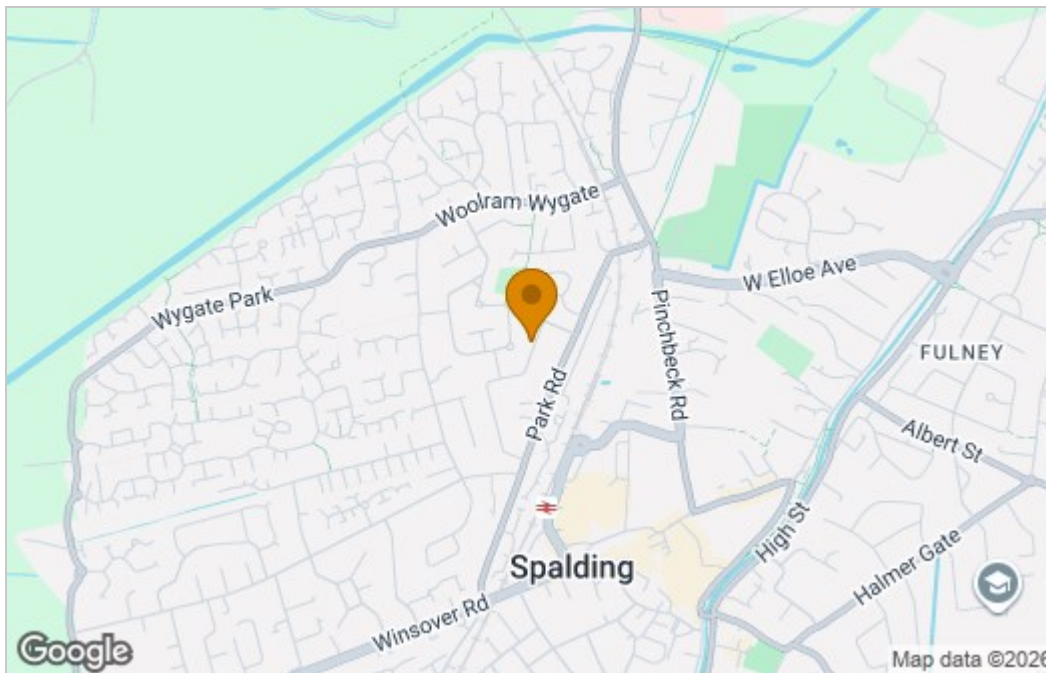 Woolram Wygate
Wygate Park
W Elloe Ave
Pinchbeck Rd
Park Rd
FULNEY
Albert St
High St
Halmer Gate
Spalding
Winsover Rd
Google
Map data ©2026